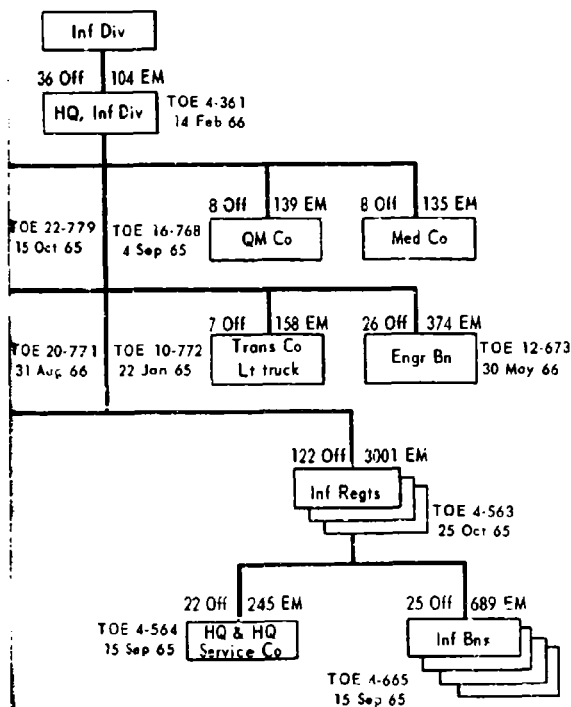 Inf Div
36 Off 104 EM
HQ, Inf Div
TOE 4-361
14 Feb 66
8 Off 139 EM
8 Off 135 EM
TOE 22-779
15 Oct 65
TOE 16-768
4 Sep 65
QM Co
Med Co
7 Off 158 EM
26 Off 374 EM
TOE 20-771
31 Aug 66
TOE 10-772
22 Jan 65
Trans Co
Lt truck
Engr Bn
TOE 12-673
30 May 66
122 Off 3001 EM
Inf Regts
TOE 4-563
25 Oct 65
22 Off 245 EM
25 Off 689 EM
TOE 4-564
15 Sep 65
HQ & HQ
Service Co
Inf Bns
TOE 4-665
15 Sep 65